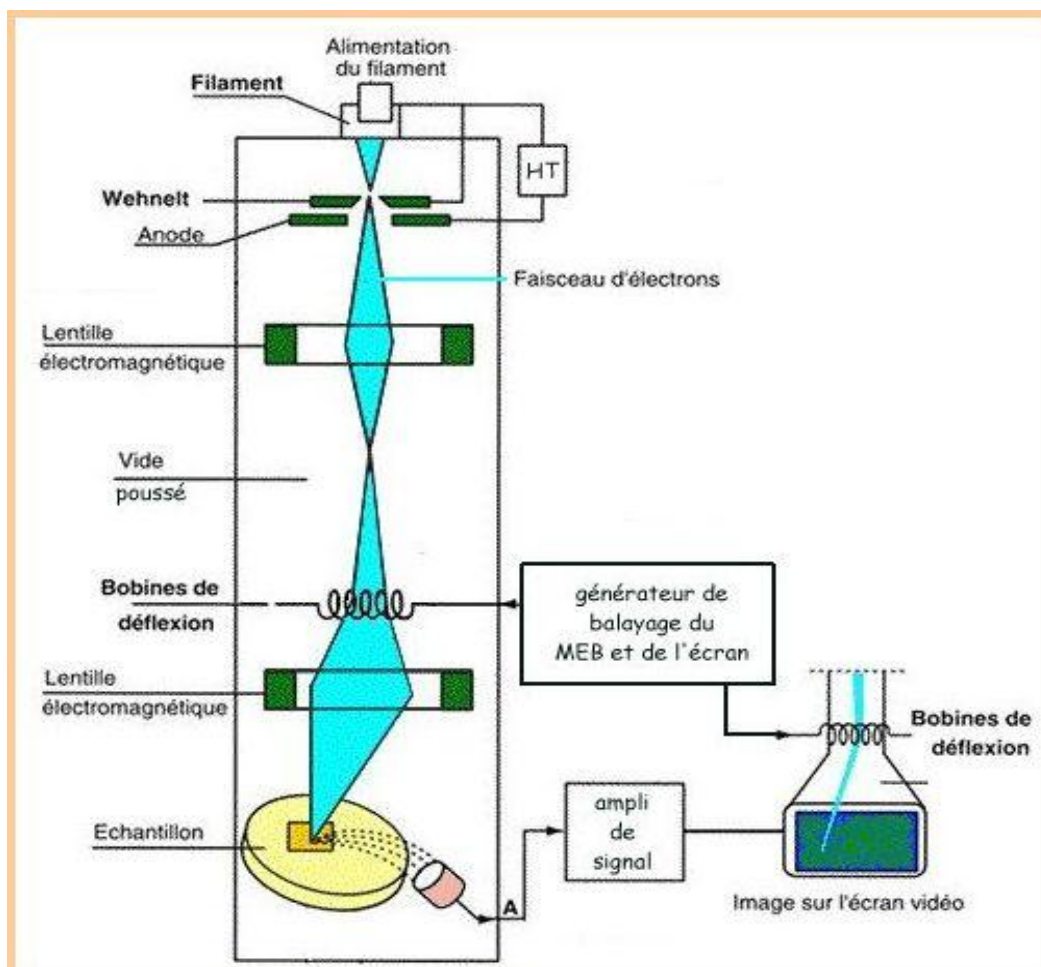 Alimentation
du filament
Filament
HT
Wehnelt
Anode
Faisceau d'électrons
Lentille
électromagnétique
Vide
poussé
Bobines de
déflexion
générateur de
balayage du
MEB et de l'écran
Lentille
électromagnétique
Bobines de
déflexion
Echantillon
ampli
de
signal
A
Image sur l'écran vidéo